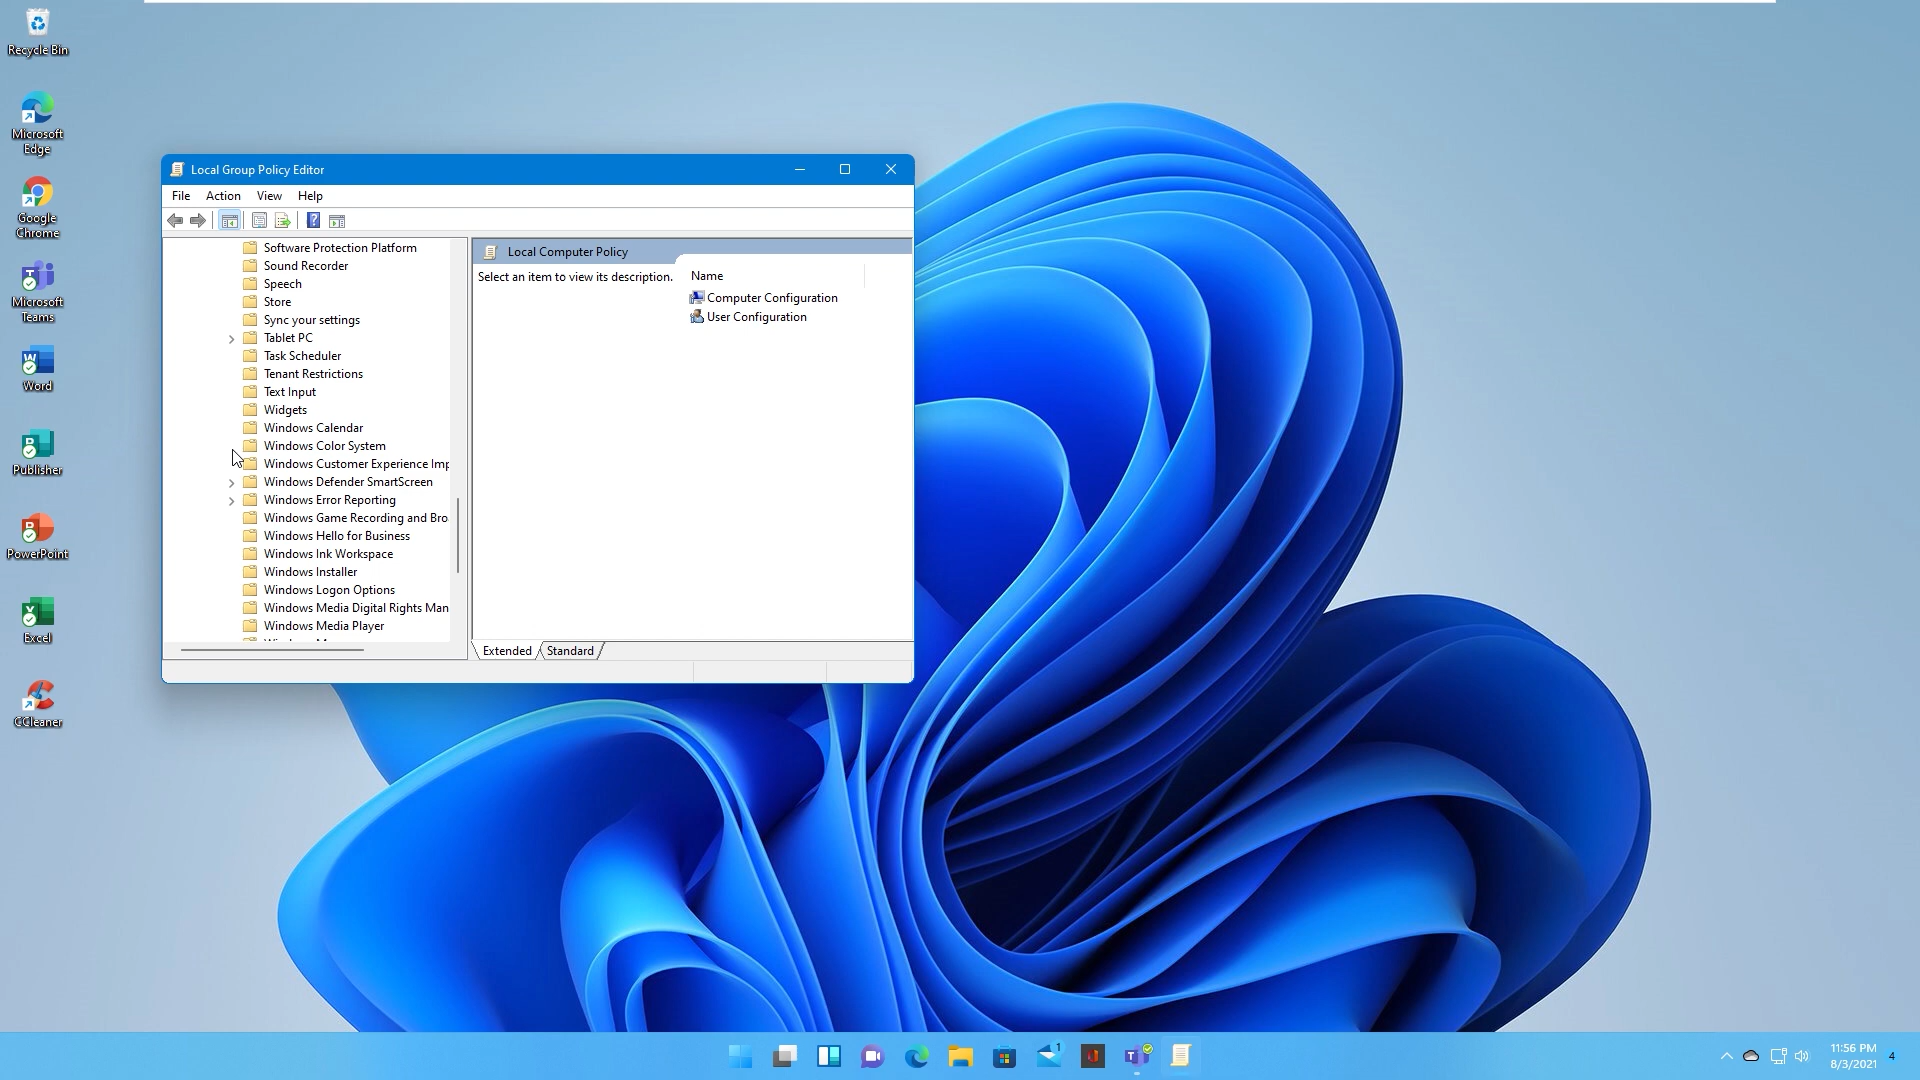 Recycle Bin
Microsoft
Edge
Google
Chrome
Microsoft
Teams
Word
Publisher
PowerPoint
Excel
CCleaner
Local Group Policy Editor
File Action View Help
Software Protection Platform
Sound Recorder
Speech
Store
Sync your settings
Tablet PC
Task Scheduler
Tenant Restrictions
Text Input
Widgets
Windows Calendar
Windows Color System
Windows Customer Experience Imp
Windows Defender SmartScreen
Windows Error Reporting
Windows Game Recording and Bro
Windows Hello for Business
Windows Ink Workspace
Windows Installer
Windows Logon Options
Windows Media Digital Rights Man
Windows Media Player
Local Computer Policy
Select an item to view its description.
Name
Computer Configuration
User Configuration
Extended Standard
1
11:56 PM
8/3/2021
4